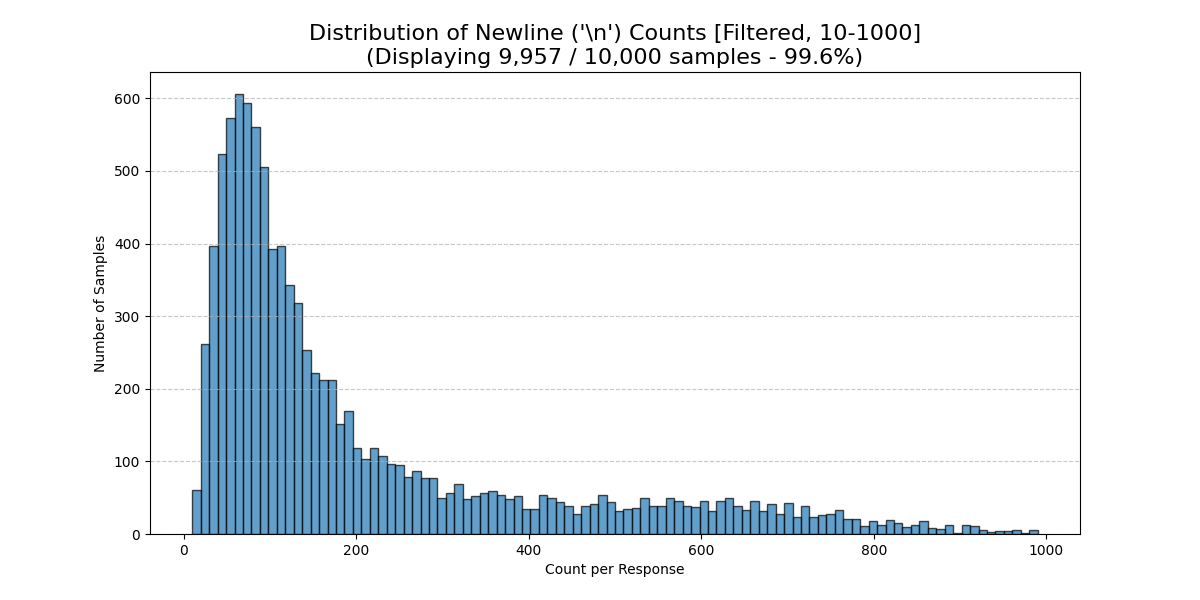 Distribution of Newline ('\n') Counts [Filtered, 10-1000]
(Displaying 9,957 / 10,000 samples - 99.6%)
600
500
400
300
200
100
0
Number of Samples
0 200 400 600 800 1000
Count per Response